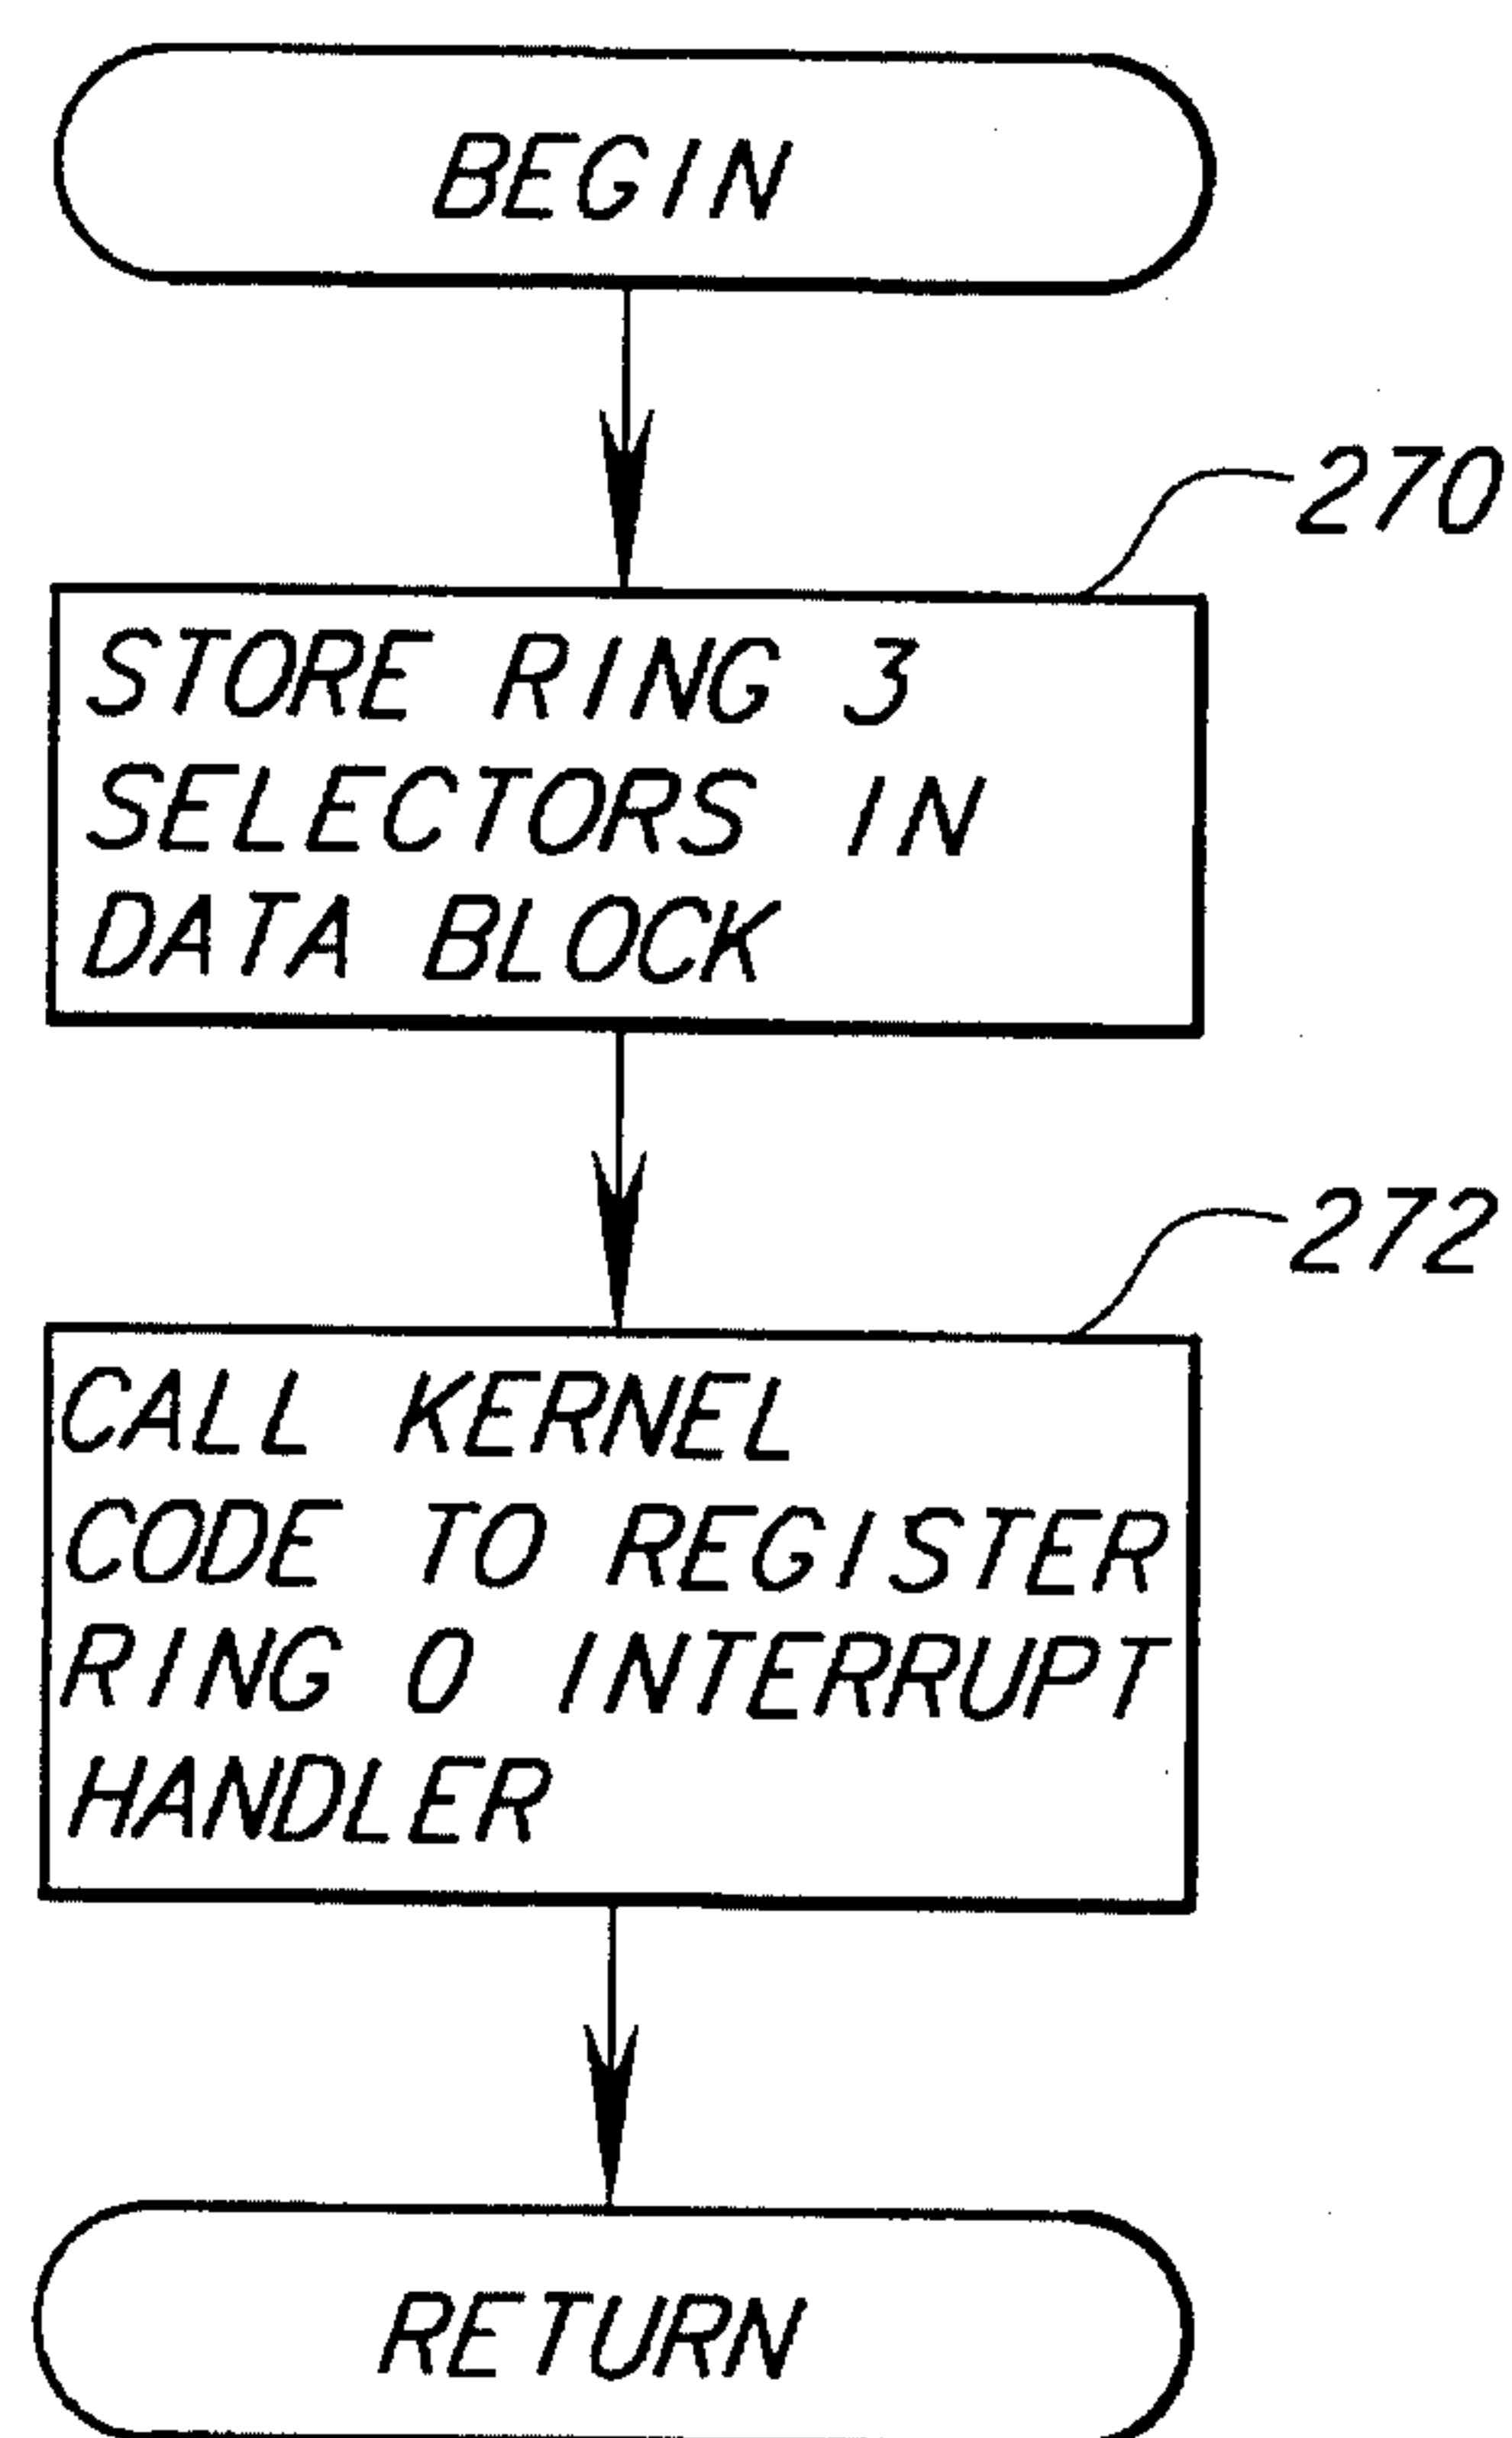 BEGIN
270
STORE RING 3
SELECTORS IN
DATA BLOCK
272
CALL KERNEL
CODE TO REGISTER
RING 0 INTERRUPT
HANDLER
RETURN